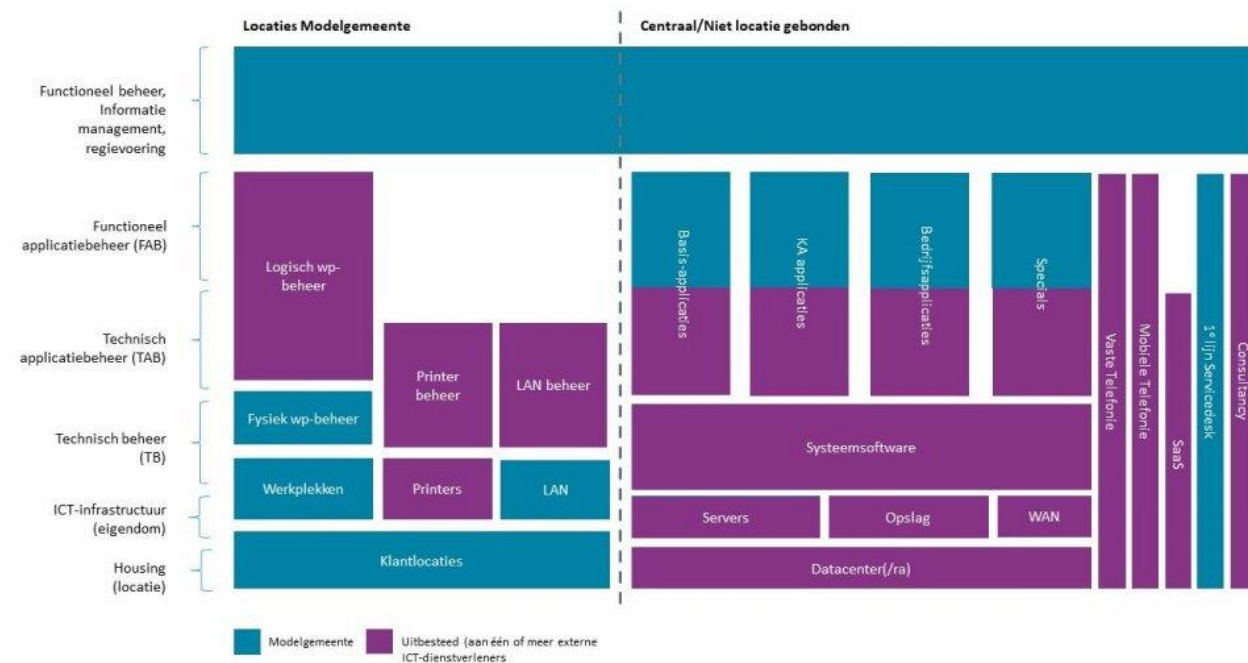 Locaties Modelgemeente
Centraal/Niet locatie gebonden
Functioneel beheer,
Informatie
management,
regievoering
Functioneel
applicatiebeheer (FAB)
Technisch
applicatiebeheer (TAB)
Technisch beheer
(TB)
ICT-infrastructuur
(eigendom)
Housing
(locatie)
Logisch wp-
beheer
Printer
beheer
LAN beheer
Fysiek wp-beheer
Werkplekken
Printers
LAN
Klantlocaties
Basis-applicaties
KA applicaties
Bedrijfsapplicaties
Specials
Systeemsoftware
Servers
Opslag
WAN
Datacenter(/ra)
Vaste Telefonie
Mobiele Telefonie
SaaS
1e lijn Servicedesk
Consultancy
Modelgemeente
Uitbesteed (aan één of meer externe
ICT-dienstverleners